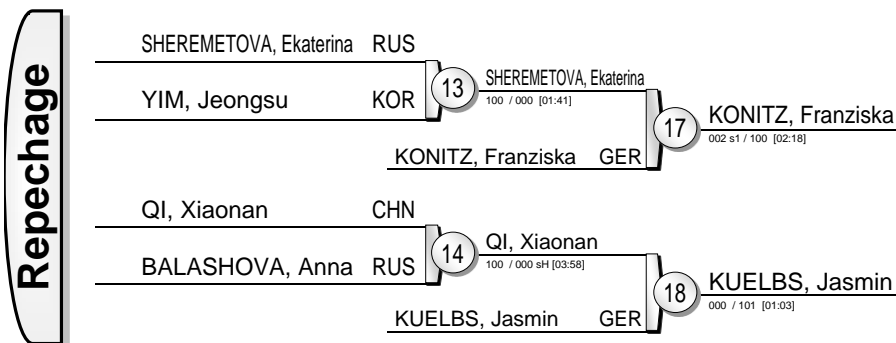 Repechage
SHEREMETOVA, Ekaterina RUS
YIM, Jeongsu KOR
13
SHEREMETOVA, Ekaterina
100 / 000 [01:41]
KONITZ, Franziska GER
17
KONITZ, Franziska
002 s1 / 100 [02:18]
QI, Xiaonan CHN
BALASHOVA, Anna RUS
14
QI, Xiaonan
100 / 000 sH [03:58]
KUELBS, Jasmin GER
18
KUELBS, Jasmin
000 / 101 [01:03]